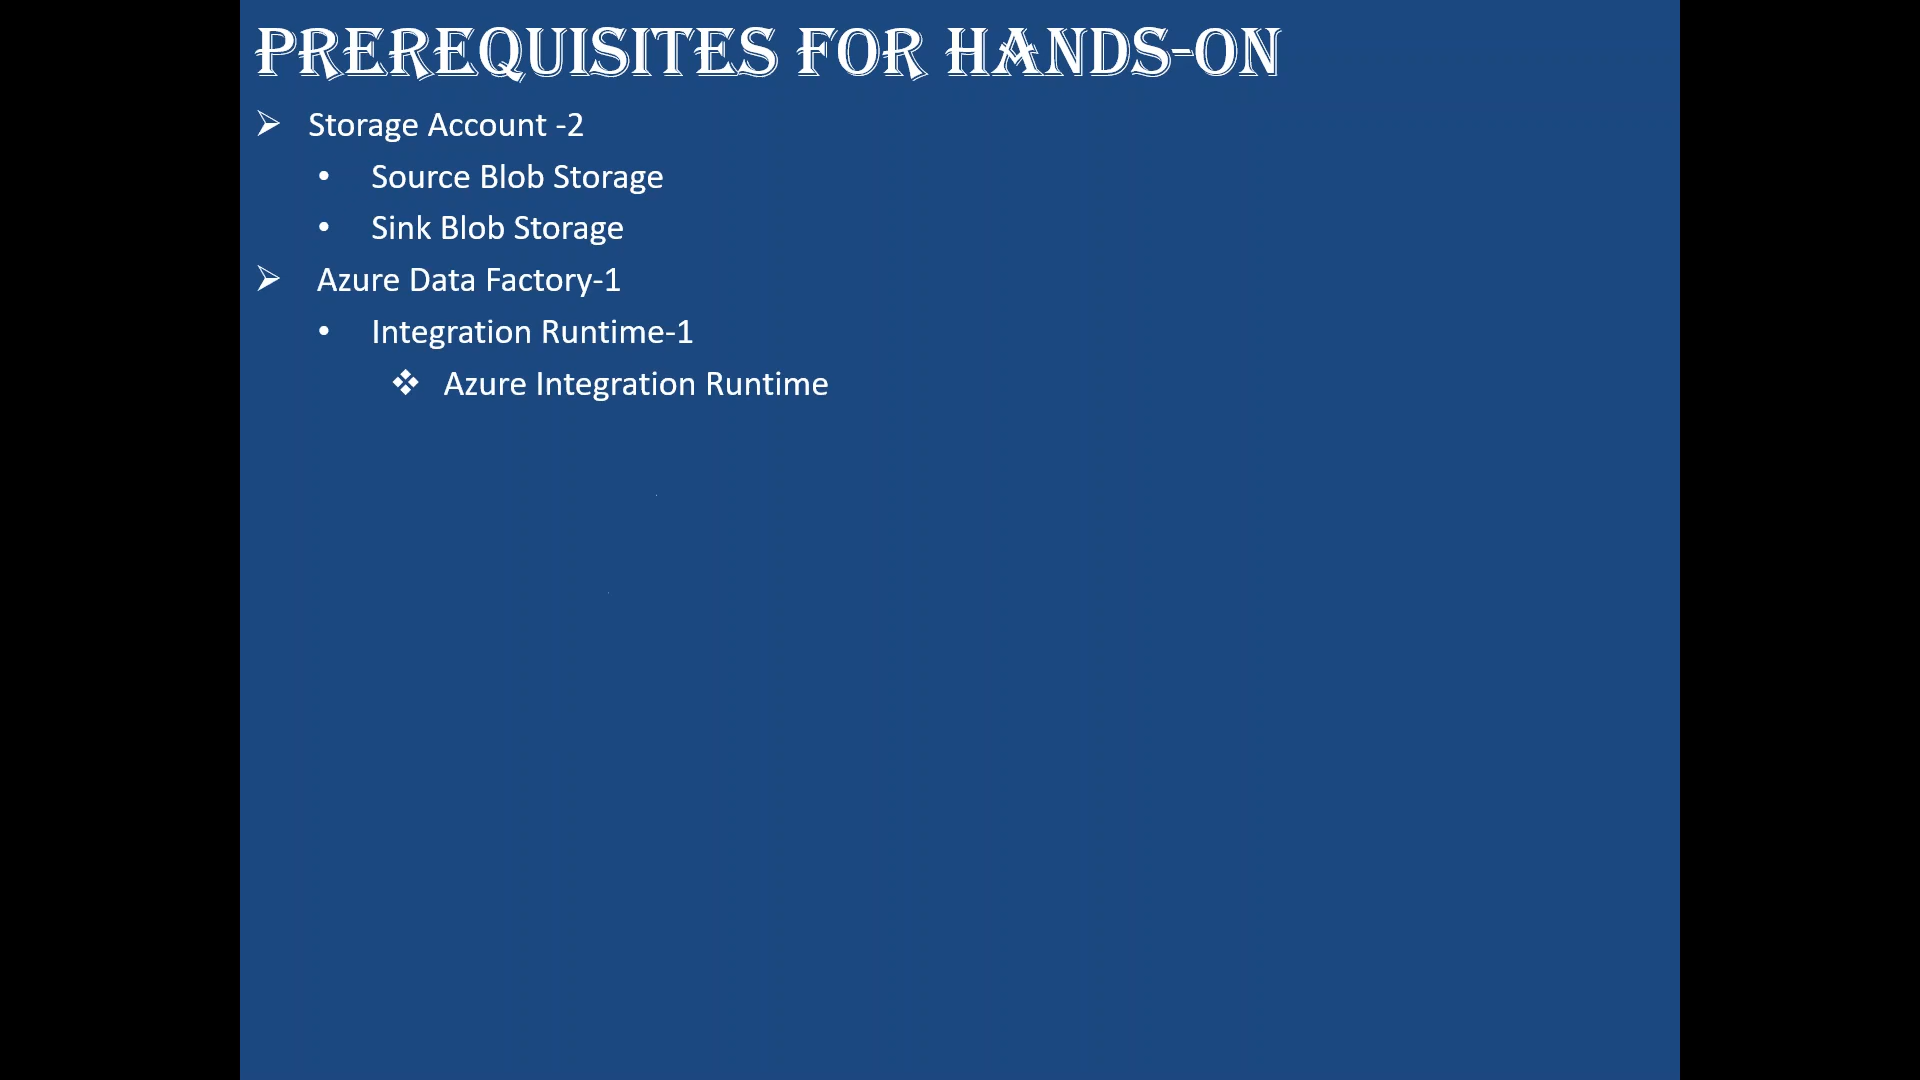 PREREQUISITES FOR HANDS-ON
➢ Storage Account -2
• Source Blob Storage
• Sink Blob Storage
➢ Azure Data Factory-1
• Integration Runtime-1
❖ Azure Integration Runtime